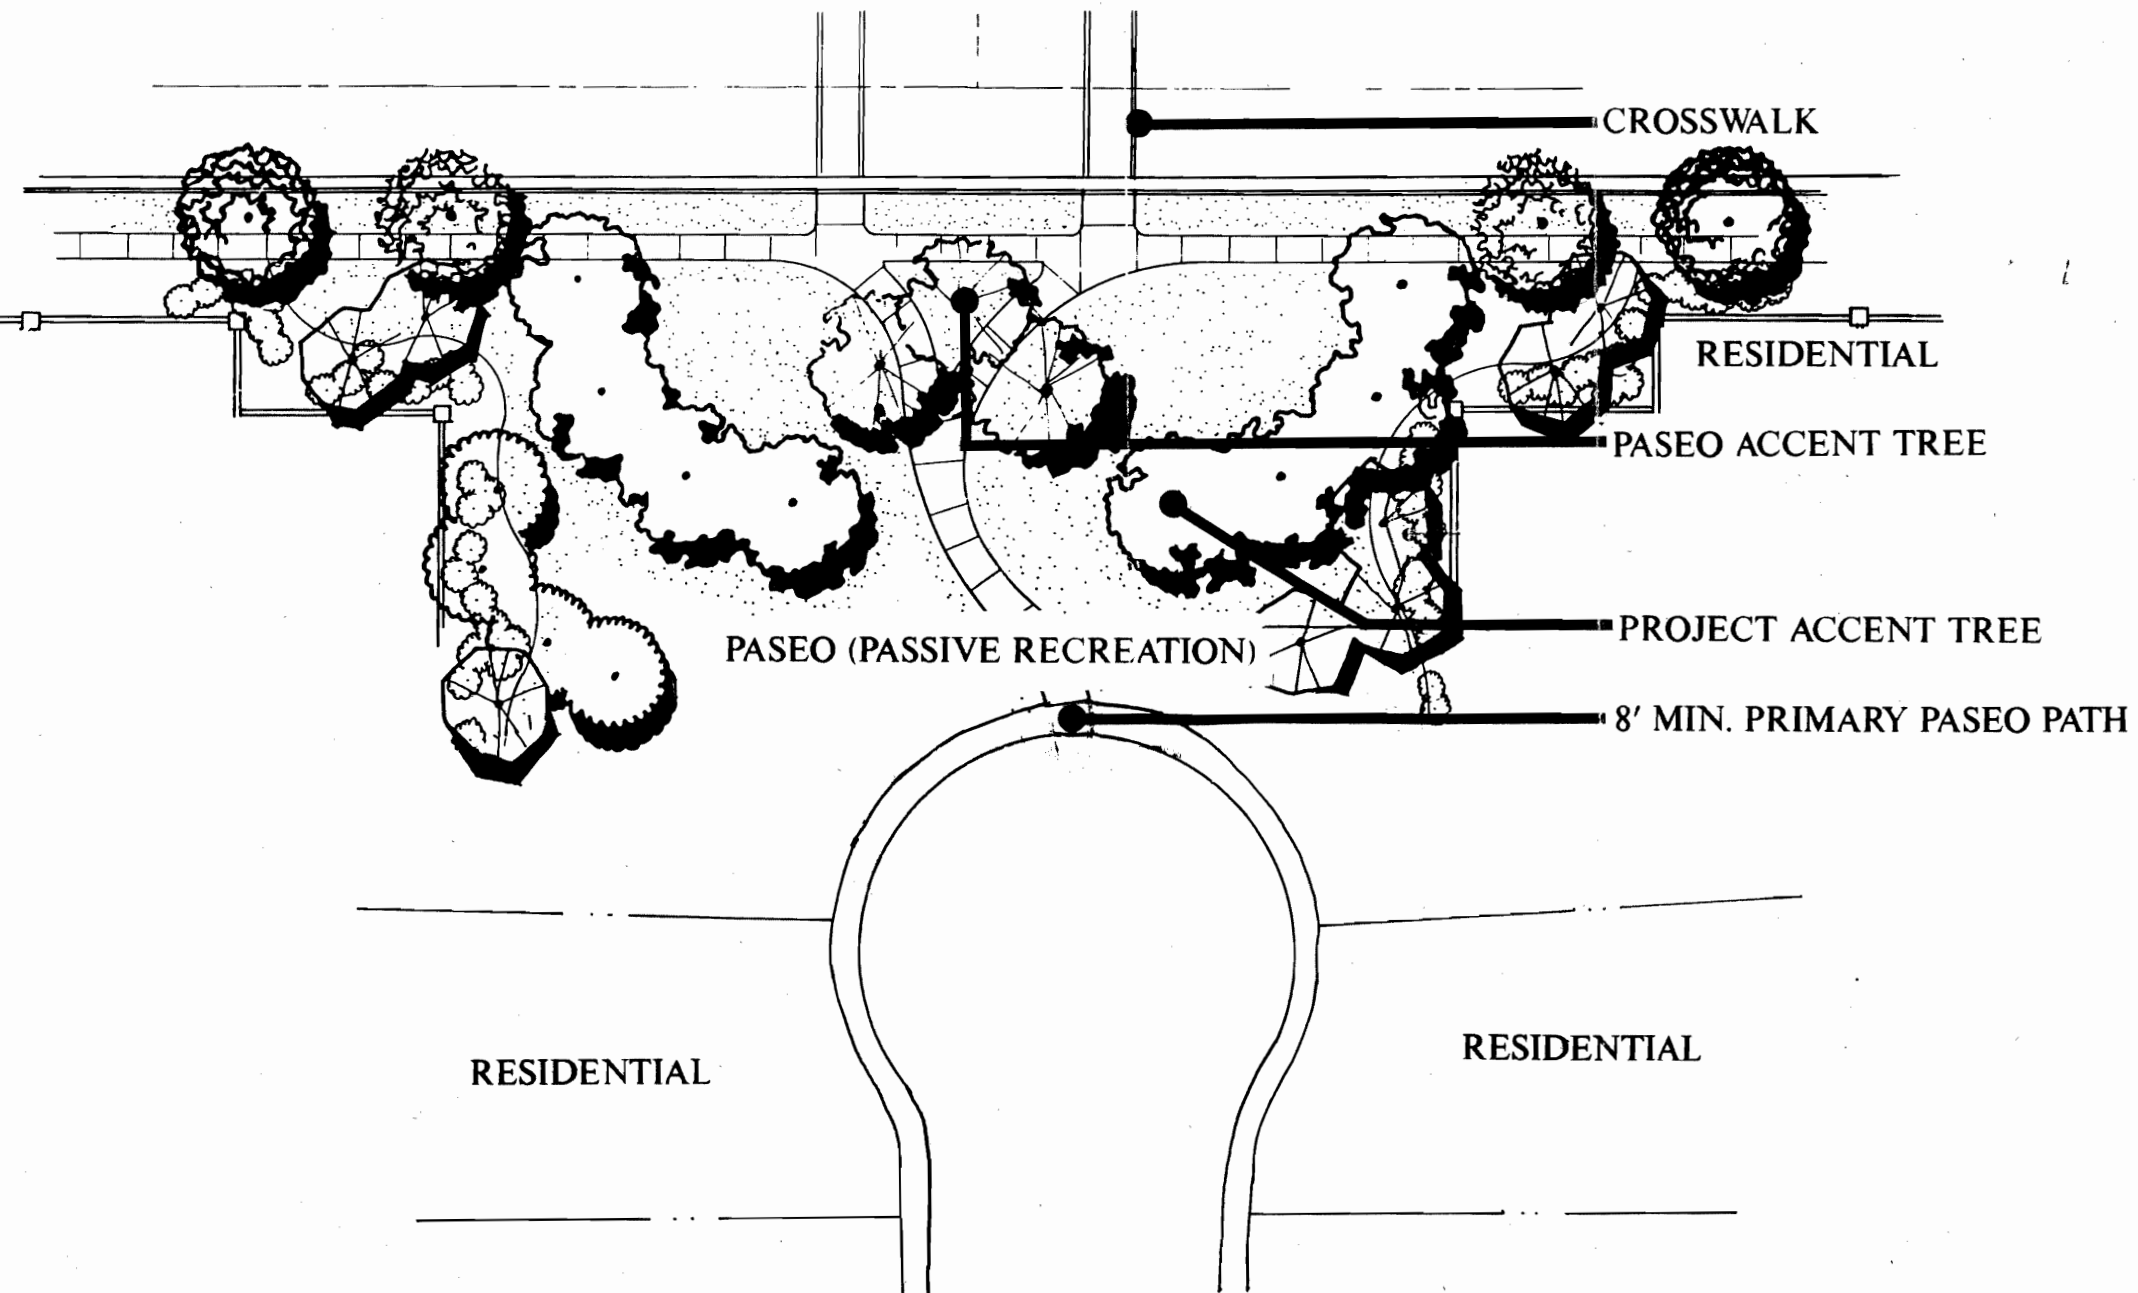 CROSSWALK
RESIDENTIAL
PASEO ACCENT TREE
PROJECT ACCENT TREE
PASEO (PASSIVE RECREATION)
8' MIN. PRIMARY PASEO PATH
RESIDENTIAL
RESIDENTIAL